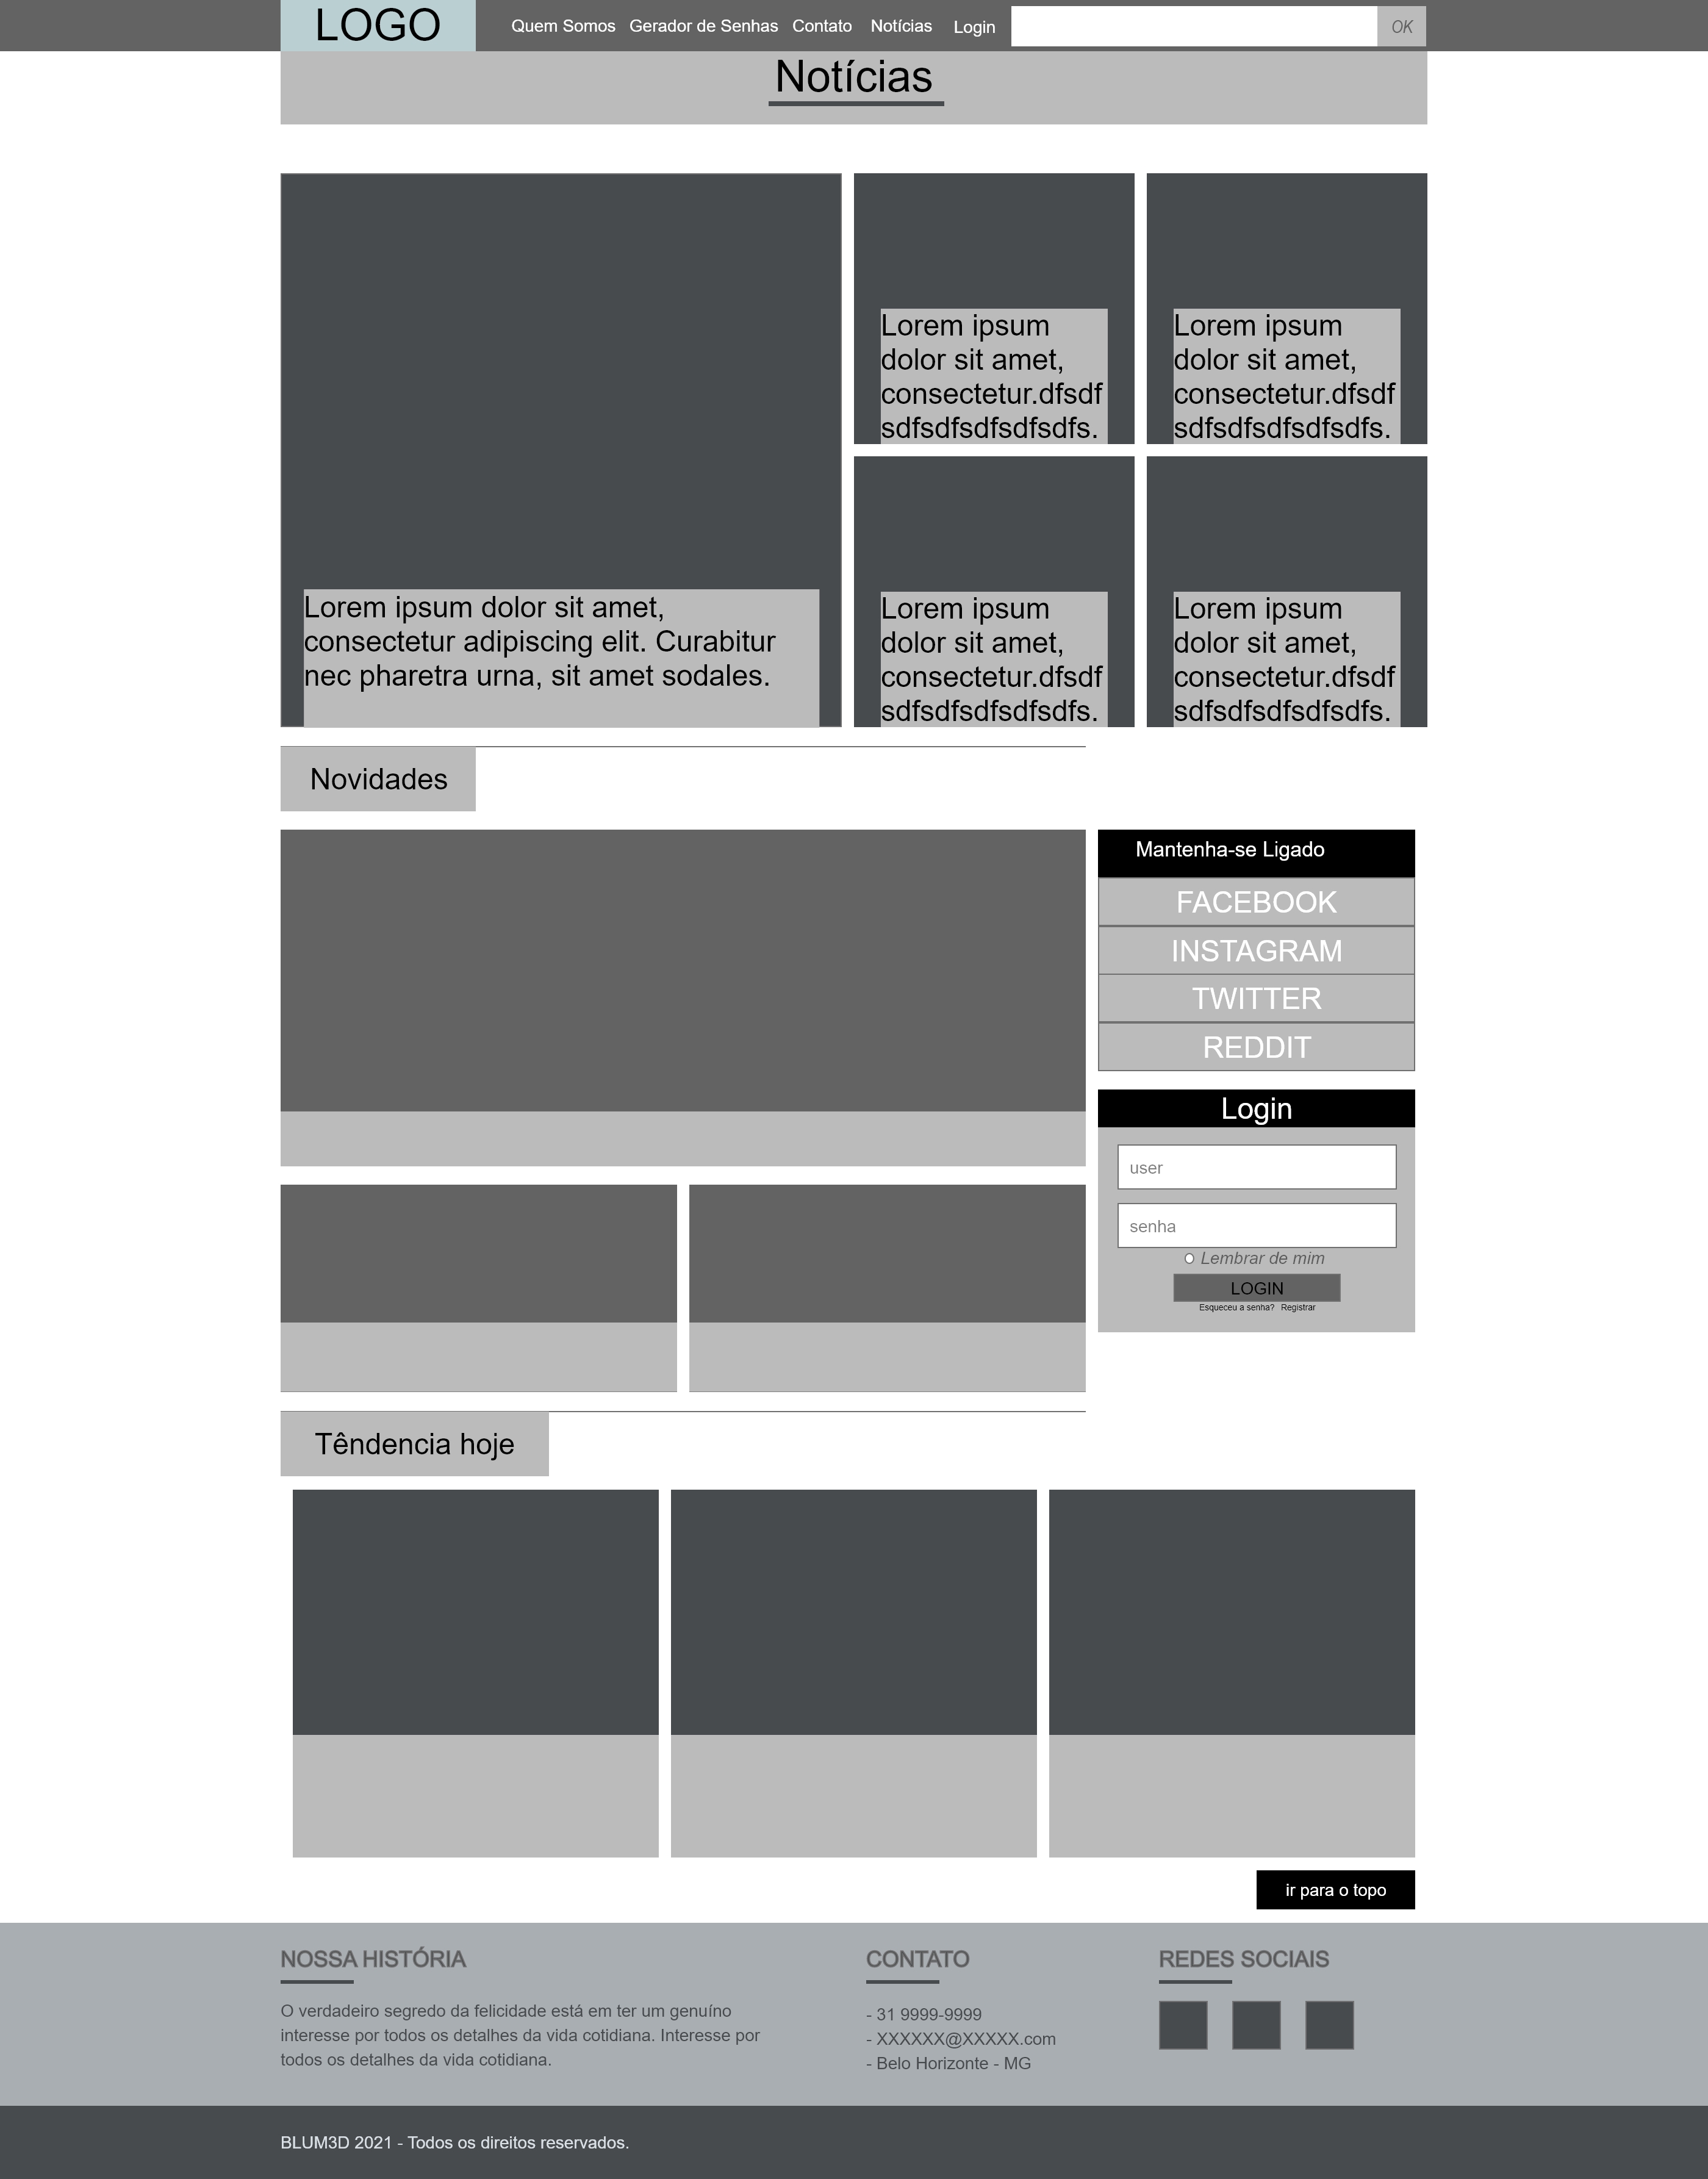 LOGO
Quem Somos Gerador de Senhas Contato Notícias Login
OK
Notícias
Lorem ipsum
dolor sit amet,
consectetur.dfsdf
sdfsdfsdfsdfsdfs.
Lorem ipsum
dolor sit amet,
consectetur.dfsdf
sdfsdfsdfsdfsdfs.
Lorem ipsum dolor sit amet,
consectetur adipiscing elit. Curabitur
nec pharetra urna, sit amet sodales.
Lorem ipsum
dolor sit amet,
consectetur.dfsdf
sdfsdfsdfsdfsdfs.
Lorem ipsum
dolor sit amet,
consectetur.dfsdf
sdfsdfsdfsdfsdfs.
Novidades
Mantenha-se Ligado
FACEBOOK
INSTAGRAM
TWITTER
REDDIT
Login
user
senha
Lembrar de mim
LOGIN
Esqueceu a senha? Registrar
Têndencia hoje
ir para o topo
NOSSA HISTÓRIA
O verdadeiro segredo da felicidade está em ter um genuíno
interesse por todos os detalhes da vida cotidiana. Interesse por
todos os detalhes da vida cotidiana.
CONTATO
- 31 9999-9999
- XXXXXX@XXXXX.com
- Belo Horizonte - MG
REDES SOCIAIS
BLUM3D 2021 - Todos os direitos reservados.